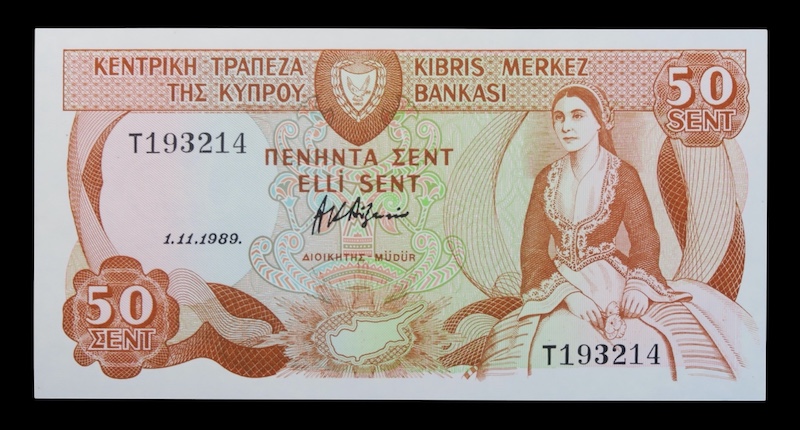 ΚΕΝΤΡΙΚΗ ΤΡΑΠΕΖΑ
ΤΗΣ ΚΥΠΡΟΥ
KIBRIS MERKEZ
BANKASI
50
SENT
T193214
ΠΕΝΗΝΤΑ ΣΕΝΤ
ELLİ SENT
1.11.1989.
ΔΙΟΙΚΗΤΗΣ - MÜDÜR
50
ΣΕΝΤ
T193214